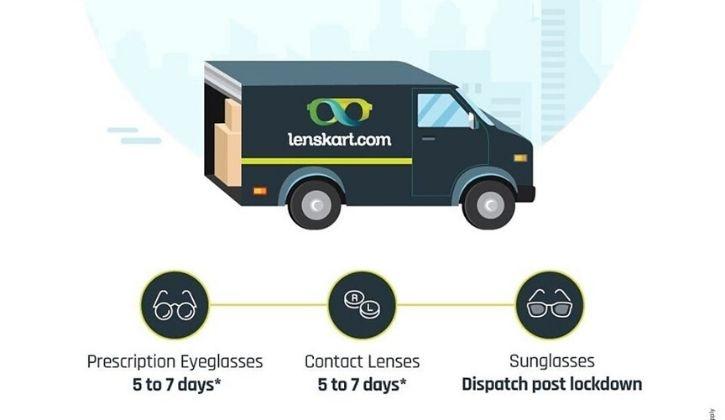 lenskart.com
R L
Prescription Eyeglasses
5 to 7 days*
Contact Lenses
5 to 7 days*
Sunglasses
Dispatch post lockdown